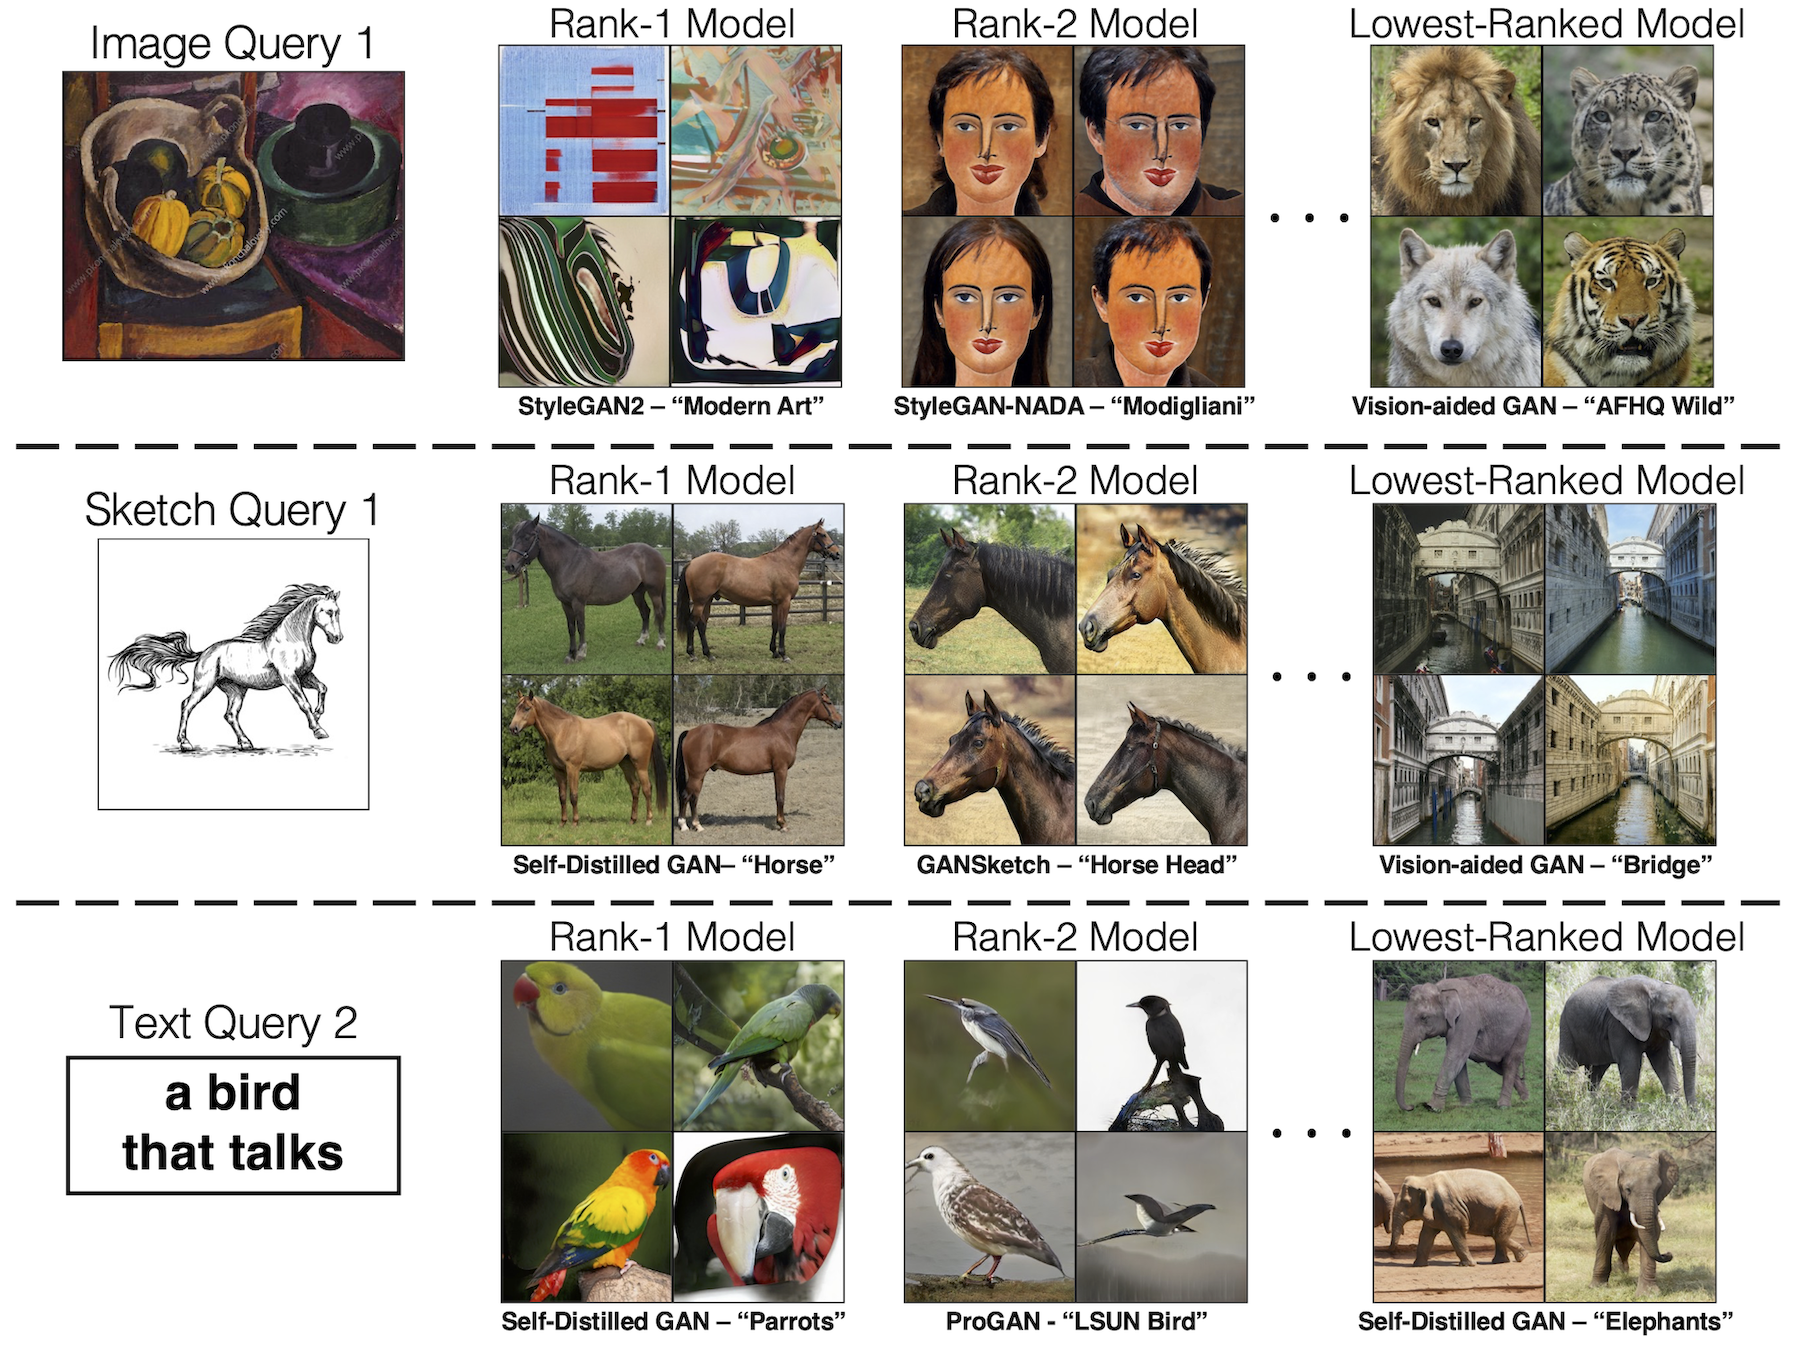 Image Query 1
Rank-1 Model
Rank-2 Model
Lowest-Ranked Model
StyleGAN2 – “Modern Art”
StyleGAN-NADA – “Modigliani”
Vision-aided GAN – “AFHQ Wild”
Sketch Query 1
Rank-1 Model
Rank-2 Model
Lowest-Ranked Model
Self-Distilled GAN– “Horse”
GANSketch – “Horse Head”
Vision-aided GAN – “Bridge”
Text Query 2
a bird
that talks
Rank-1 Model
Rank-2 Model
Lowest-Ranked Model
Self-Distilled GAN – “Parrots”
ProGAN - “LSUN Bird”
Self-Distilled GAN – “Elephants”